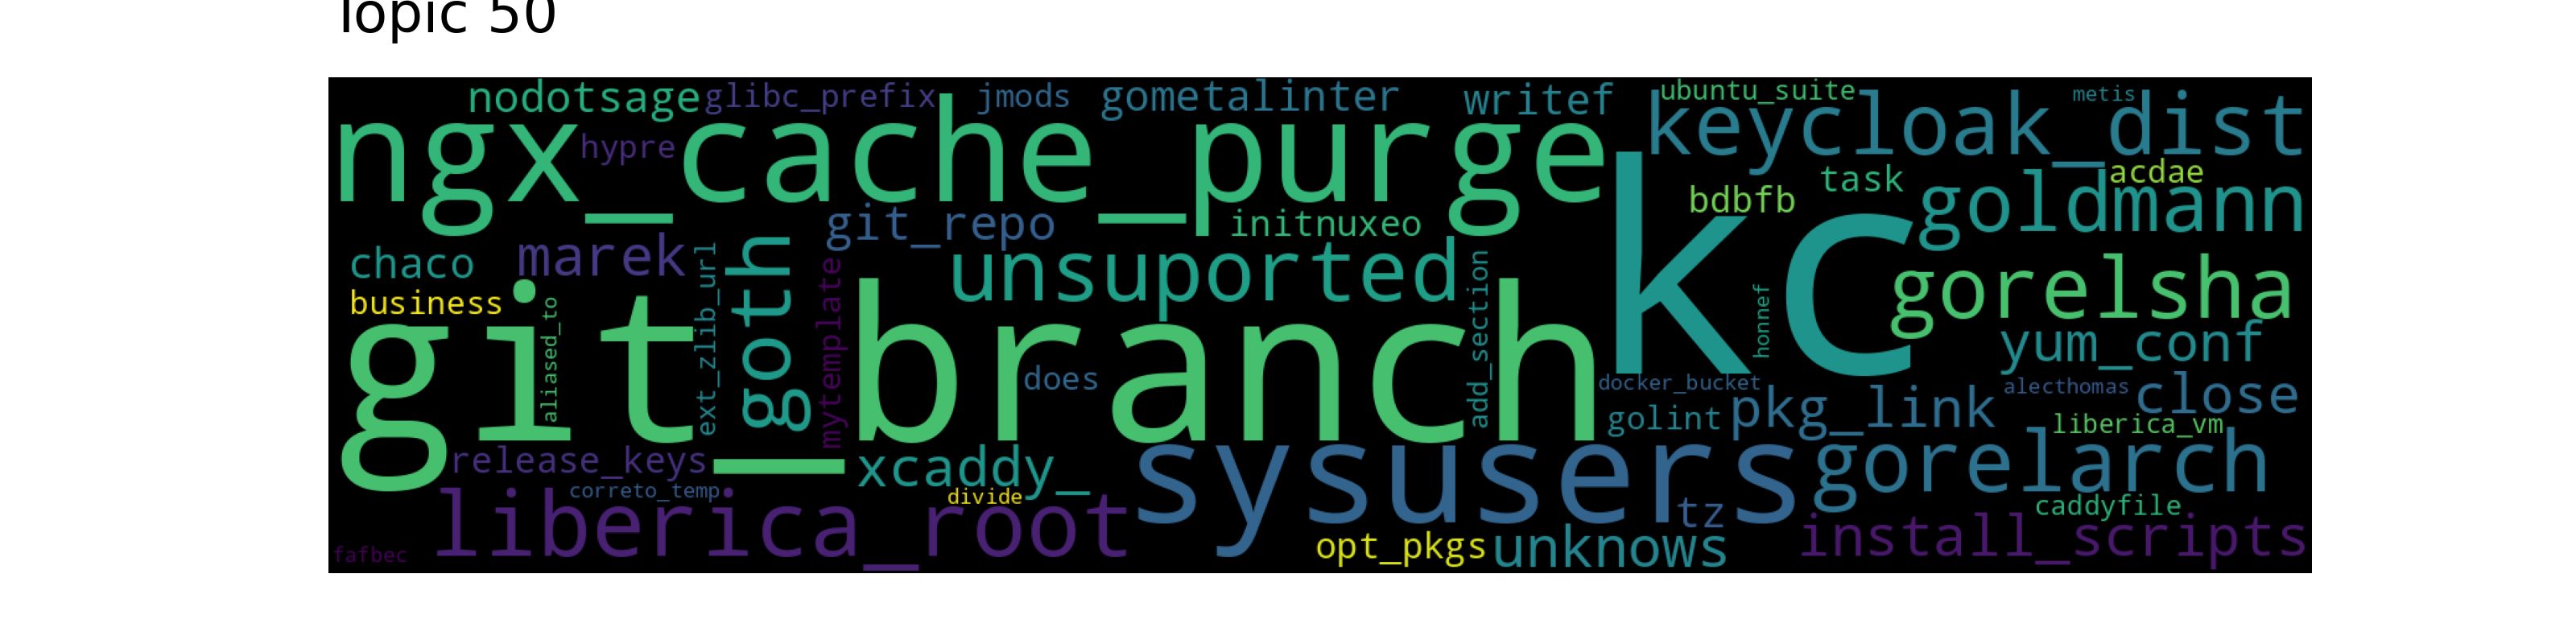 Topic 50
nodotsage glibc_prefix jmods gometalinter writef ubuntu_suite metis
ngx_cache_purge hypre keycloak_dist
acdae
task
bdbfb goldmann
git_repo initnuxeo kc
chaco marek unsuported
business gorelsha
git_branch
aliased_to ext_zlib_url goth mytemplate add_section honnef
yum_conf
does docker_bucket alecthomas close
golint pkg_link liberica_vm
release_keys xcaddy_ sysusers gorelarch
correto_temp divide
liberica_root tz caddyfile
fafbec opt_pkgs unknows install_scripts